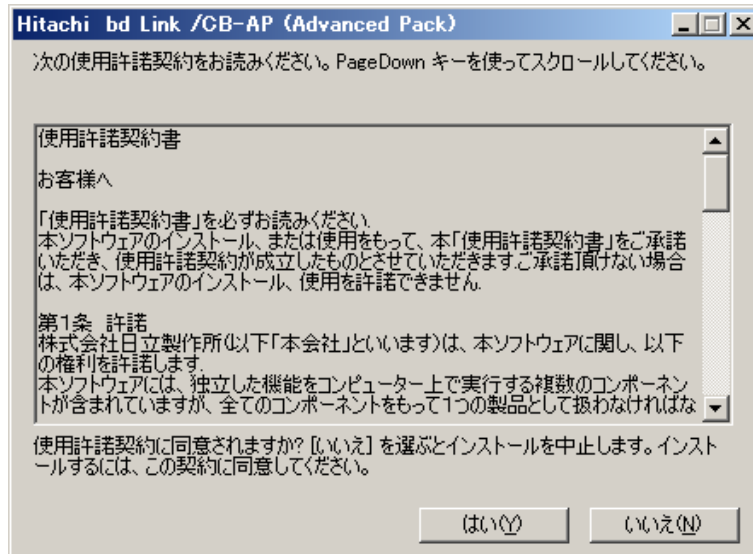 Hitachi bd Link /CB-AP (Advanced Pack)
次の使用許諾契約をお読みください。PageDown キーを使ってスクロールしてください。
使用許諾契約書
お客様へ
「使用許諾契約書」を必ずお読みください.
本ソフトウェアのインストール、または使用をもって、本「使用許諾契約書」をご承諾
いただき、使用許諾契約が成立したものとさせていただきます.ご承諾頂けない場合
は、本ソフトウェアのインストール、使用を許諾できません.
第1条 許諾
株式会社日立製作所(以下「本会社」といいます)は、本ソフトウェアに関し、以下
の権利を許諾します.
本ソフトウェアには、独立した機能をコンピューター上で実行する複数のコンポーネン
トが含まれていますが、全てのコンポーネントをもって1つの製品として扱わなければな
使用許諾契約に同意されますか? [いいえ] を選ぶとインストールを中止します。インスト
ールするには、この契約に同意してください。
はい(Y) いいえ(N)